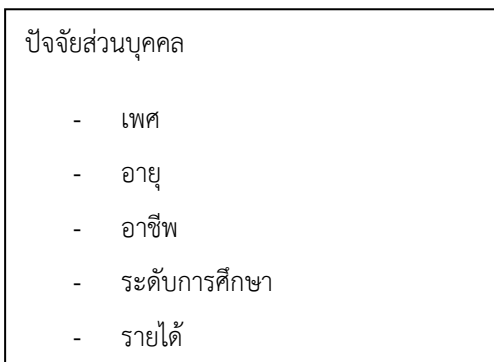 ปัจจัยส่วนบุคคล
- เพศ
- อายุ
- อาชีพ
- ระดับการศึกษา
- รายได้